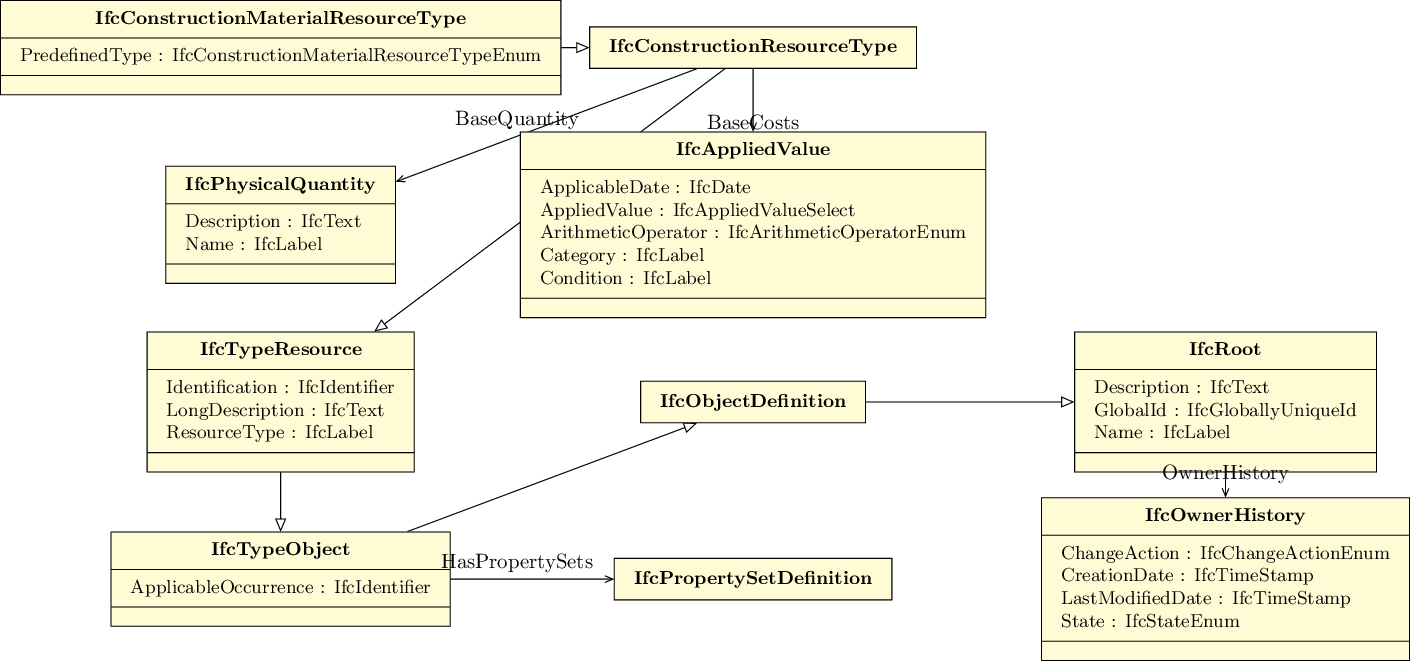 IfcConstructionMaterialResourceType
PredefinedType : IfcConstructionMaterialResourceTypeEnum
IfcConstructionResourceType
BaseQuantity
BaseCosts
IfcAppliedValue
ApplicableDate : IfcDate
AppliedValue : IfcAppliedValueSelect
ArithmeticOperator : IfcArithmeticOperatorEnum
Category : IfcLabel
Condition : IfcLabel
IfcPhysicalQuantity
Description : IfcText
Name : IfcLabel
IfcTypeResource
Identification : IfcIdentifier
LongDescription : IfcText
ResourceType : IfcLabel
IfcObjectDefinition
IfcRoot
Description : IfcText
GlobalId : IfcGloballyUniqueId
Name : IfcLabel
OwnerHistory
IfcOwnerHistory
ChangeAction : IfcChangeActionEnum
CreationDate : IfcTimeStamp
LastModifiedDate : IfcTimeStamp
State : IfcStateEnum
IfcTypeObject
ApplicableOccurrence : IfcIdentifier
HasPropertySets
IfcPropertySetDefinition